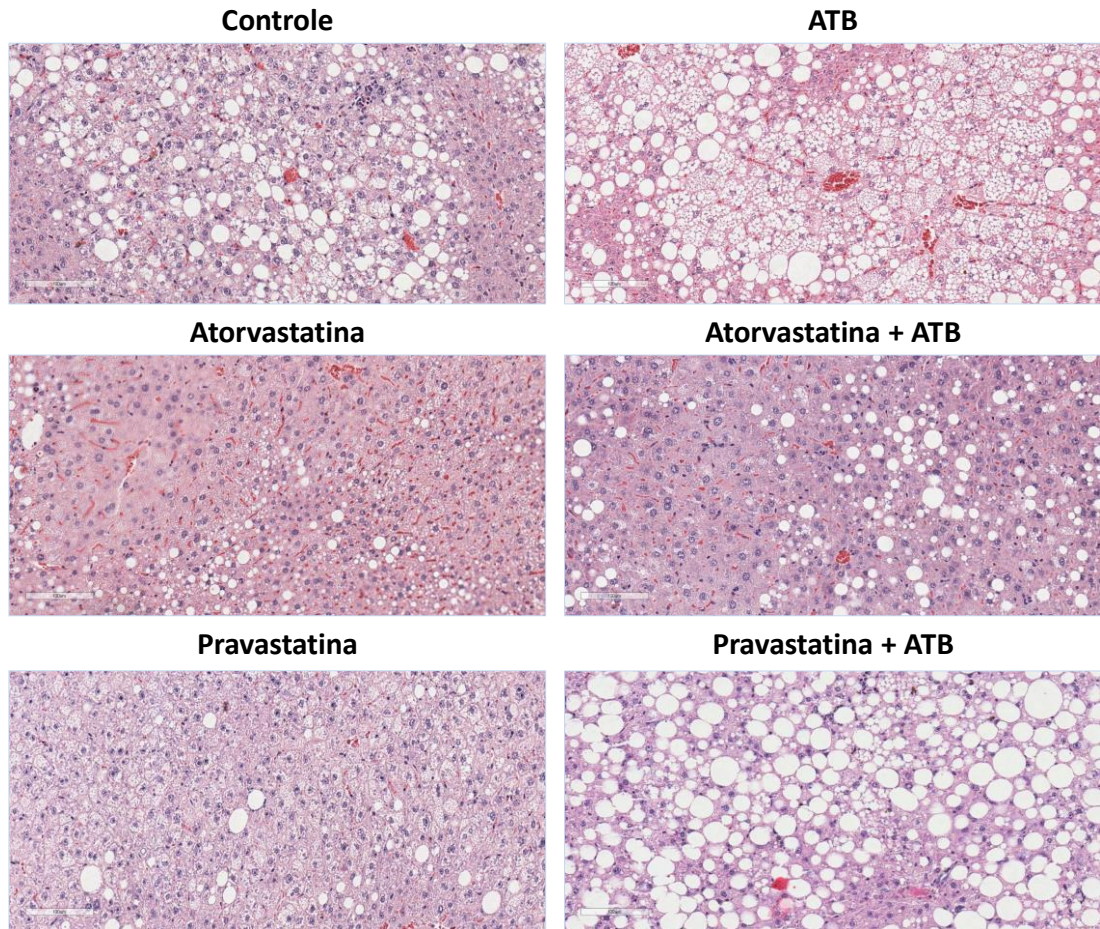 Controle
ATB
Atorvastatina
Atorvastatina + ATB
Pravastatina
Pravastatina + ATB